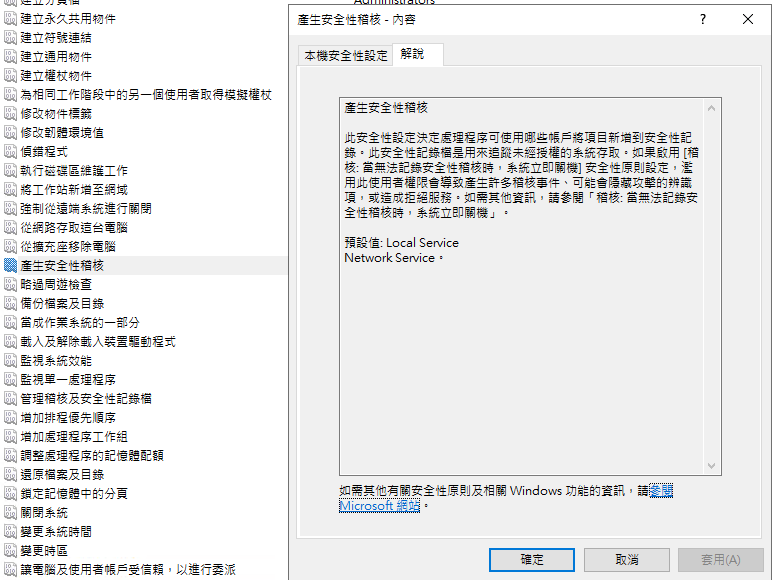 建立永久共用物件
建立符號連結
建立通用物件
建立權杖物件
為相同工作階段中的另一個使用者取得模擬權杖
修改物件標籤
修改韌體環境值
偵錯程式
執行磁碟區維護工作
將工作站新增至網域
強制從遠端系統進行關閉
從網路存取這台電腦
從擴充座移除電腦
產生安全性稽核
略過周遊檢查
備份檔案及目錄
當成作業系統的一部分
載入及解除載入裝置驅動程式
監視系統效能
監視單一處理程序
管理稽核及安全性記錄檔
增加排程優先順序
增加處理程序工作組
調整處理程序的記憶體配額
還原檔案及目錄
鎖定記憶體中的分頁
關閉系統
變更系統時間
變更時區
讓電腦及使用者帳戶受信賴，以進行委派
Administrators
產生安全性稽核 - 內容
? ×
本機安全性設定 解說
產生安全性稽核
此安全性設定決定處理程序可使用哪些帳戶將項目新增到安全性記
錄。此安全性記錄檔是用來追蹤未經授權的系統存取。如果啟用 [稽
核: 當無法記錄安全性稽核時，系統立即關機] 安全性原則設定，濫
用此使用者權限會導致產生許多稽核事件、可能會隱藏攻擊的辨識
項，或造成拒絕服務。如需其他資訊，請參閱「稽核: 當無法記錄安
全性稽核時，系統立即關機」。
預設值: Local Service
Network Service。
如需其他有關安全性原則及相關 Windows 功能的資訊，請參閱
Microsoft 網站。
確定 取消 套用(A)